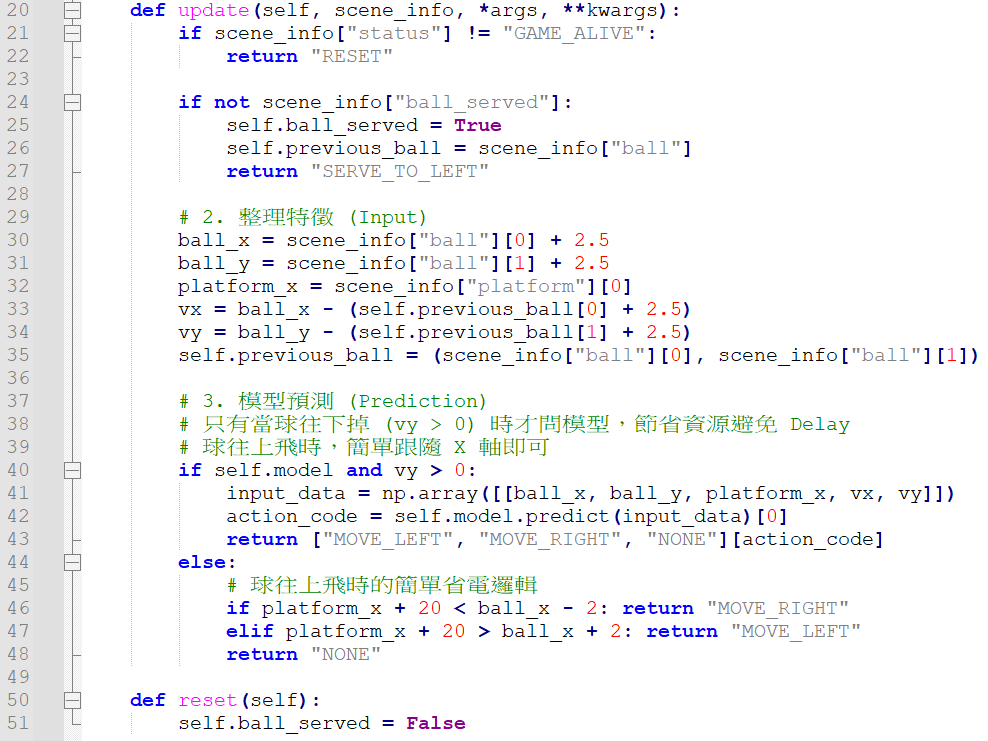 20 def update(self, scene_info, *args, **kwargs):
21 if scene_info["status"] != "GAME_ALIVE":
22 return "RESET"
23
24 if not scene_info["ball_served"]:
25 self.ball_served = True
26 self.previous_ball = scene_info["ball"]
27 return "SERVE_TO_LEFT"
28
29 # 2. 整理特徵 (Input)
30 ball_x = scene_info["ball"][0] + 2.5
31 ball_y = scene_info["ball"][1] + 2.5
32 platform_x = scene_info["platform"][0]
33 vx = ball_x - (self.previous_ball[0] + 2.5)
34 vy = ball_y - (self.previous_ball[1] + 2.5)
35 self.previous_ball = (scene_info["ball"][0], scene_info["ball"][1])
36
37 # 3. 模型預測 (Prediction)
38 # 只有當球往下掉 (vy > 0) 時才問模型，節省資源避免 Delay
39 # 球往上飛時，簡單跟隨 X 軸即可
40 if self.model and vy > 0:
41 input_data = np.array([[ball_x, ball_y, platform_x, vx, vy]])
42 action_code = self.model.predict(input_data)[0]
43 return ["MOVE_LEFT", "MOVE_RIGHT", "NONE"][action_code]
44 else:
45 # 球往上飛時的簡單省電邏輯
46 if platform_x + 20 < ball_x - 2: return "MOVE_RIGHT"
47 elif platform_x + 20 > ball_x + 2: return "MOVE_LEFT"
48 return "NONE"
49
50 def reset(self):
51 self.ball_served = False